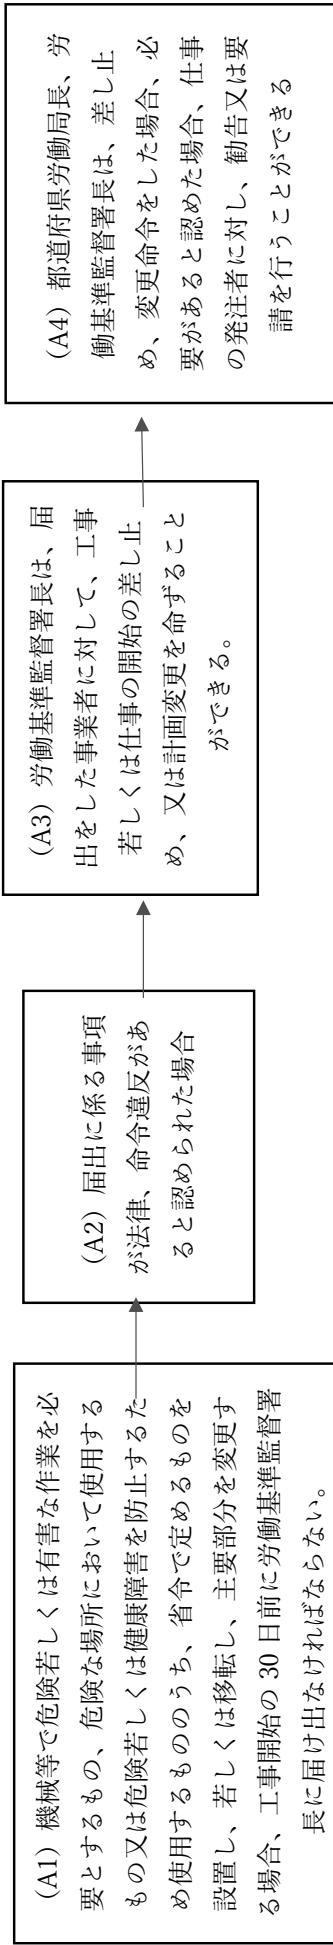 （A1）機械等で危険若しくは有害な作業を必
要とするもの、危険な場所において使用する
もの又は危険若しくは健康障害を防止するた
め使用するもののうち、省令で定めるものを
設置し、若しくは移転し、主要部分を変更す
る場合、工事開始の 30 日前に労働基準監督署
長に届け出なければならない。
（A2）届出に係る事項
が法律、命令違反があ
ると認められた場合
（A3）労働基準監督署長は、届
出をした事業者に対して、工事
若しくは仕事の開始の差し止
め、又は計画変更を命ずること
ができる。
（A4）都道府県労働局長、労
働基準監督署長は、差し止
め、変更命令をした場合、必
要があると認めた場合、仕事
の発注者に対し、勧告又は要
請を行うことができる